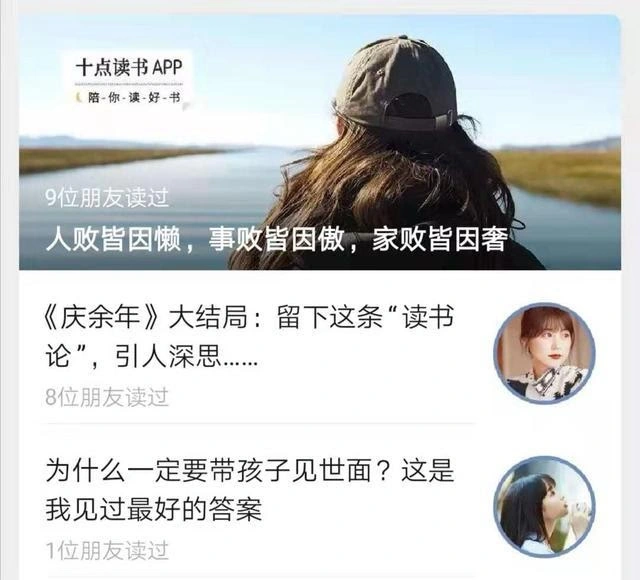 十点读书APP
陪-你-读-好-书
9位朋友读过
人败皆因懒，事败皆因傲，家败皆因奢
《庆余年》大结局：留下这条“读书
论”，引人深思……
8位朋友读过
为什么一定要带孩子见世面？这是
我见过最好的答案
1位朋友读过